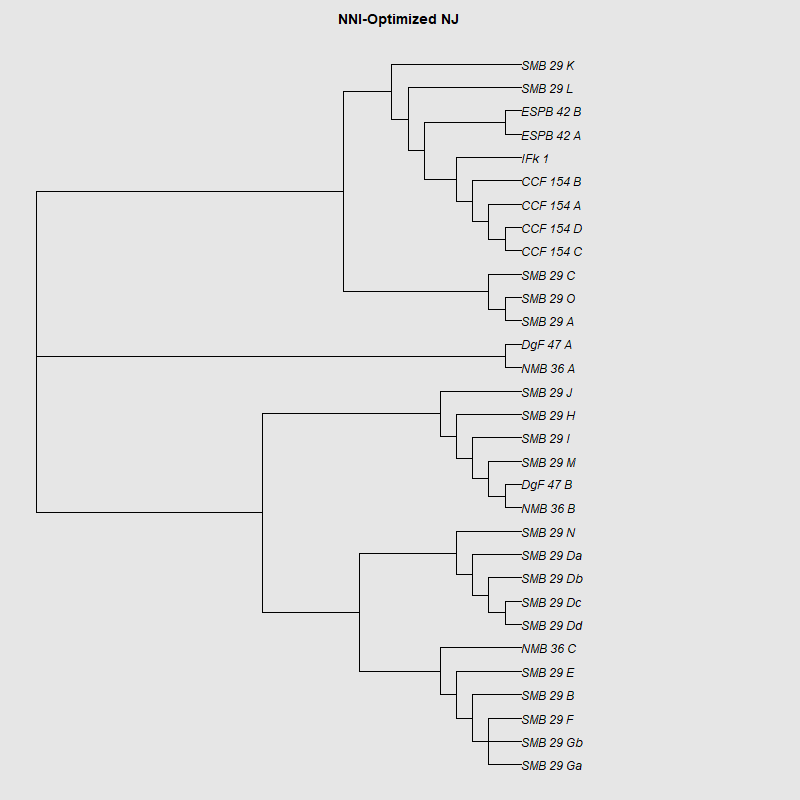 NNI-Optimized NJ
SMB 29 K
SMB 29 L
ESPB 42 B
ESPB 42 A
IFk 1
CCF 154 B
CCF 154 A
CCF 154 D
CCF 154 C
SMB 29 C
SMB 29 O
SMB 29 A
DgF 47 A
NMB 36 A
SMB 29 J
SMB 29 H
SMB 29 I
SMB 29 M
DgF 47 B
NMB 36 B
SMB 29 N
SMB 29 Da
SMB 29 Db
SMB 29 Dc
SMB 29 Dd
NMB 36 C
SMB 29 E
SMB 29 B
SMB 29 F
SMB 29 Gb
SMB 29 Ga